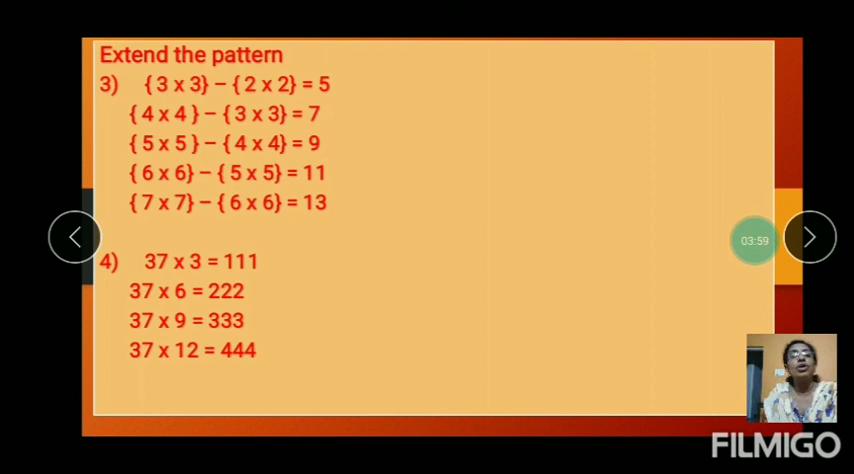 Extend the pattern
3) { 3 x 3} – { 2 x 2} = 5
{ 4 x 4 } – { 3 x 3} = 7
{ 5 x 5 } – { 4 x 4} = 9
{ 6 x 6} – { 5 x 5} = 11
{ 7 x 7} – { 6 x 6} = 13
03:59
4) 37 x 3 = 111
37 x 6 = 222
37 x 9 = 333
37 x 12 = 444
FILMIGO